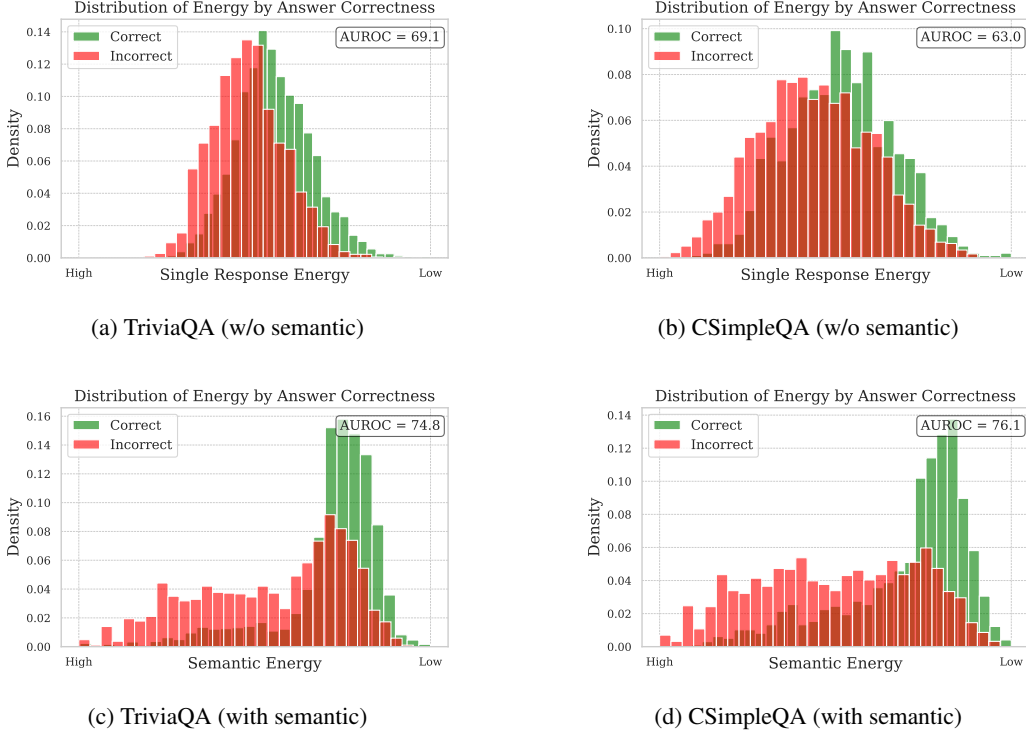 Distribution of Energy by Answer Correctness
Correct
Incorrect
AUROC = 69.1
Density
0.14
0.12
0.10
0.08
0.06
0.04
0.02
0.00
High
Single Response Energy
Low
(a) TriviaQA (w/o semantic)
Distribution of Energy by Answer Correctness
Correct
Incorrect
AUROC = 63.0
Density
0.10
0.08
0.06
0.04
0.02
0.00
High
Single Response Energy
Low
(b) CSimpleQA (w/o semantic)
Distribution of Energy by Answer Correctness
Correct
Incorrect
AUROC = 74.8
Density
0.16
0.14
0.12
0.10
0.08
0.06
0.04
0.02
0.00
High
Semantic Energy
Low
(c) TriviaQA (with semantic)
Distribution of Energy by Answer Correctness
Correct
Incorrect
AUROC = 76.1
Density
0.14
0.12
0.10
0.08
0.06
0.04
0.02
0.00
High
Semantic Energy
Low
(d) CSimpleQA (with semantic)